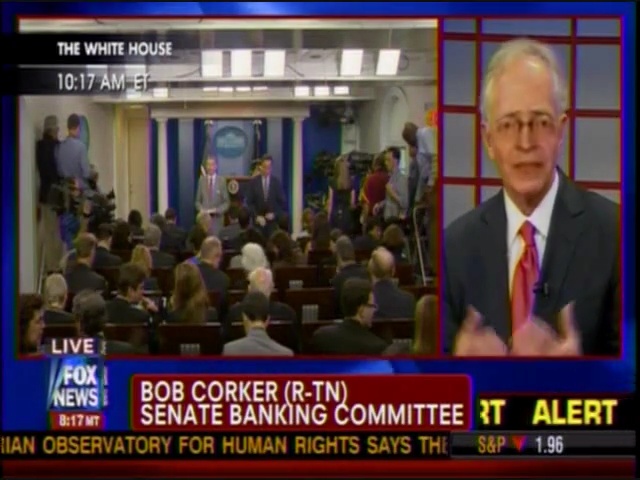 THE WHITE HOUSE
10:17 AM ET
LIVE
FOX
NEWS
8:17 MT
BOB CORKER (R-TN)
SENATE BANKING COMMITTEE
RT ALERT
RIAN OBSERVATORY FOR HUMAN RIGHTS SAYS THE
S&P 1.96